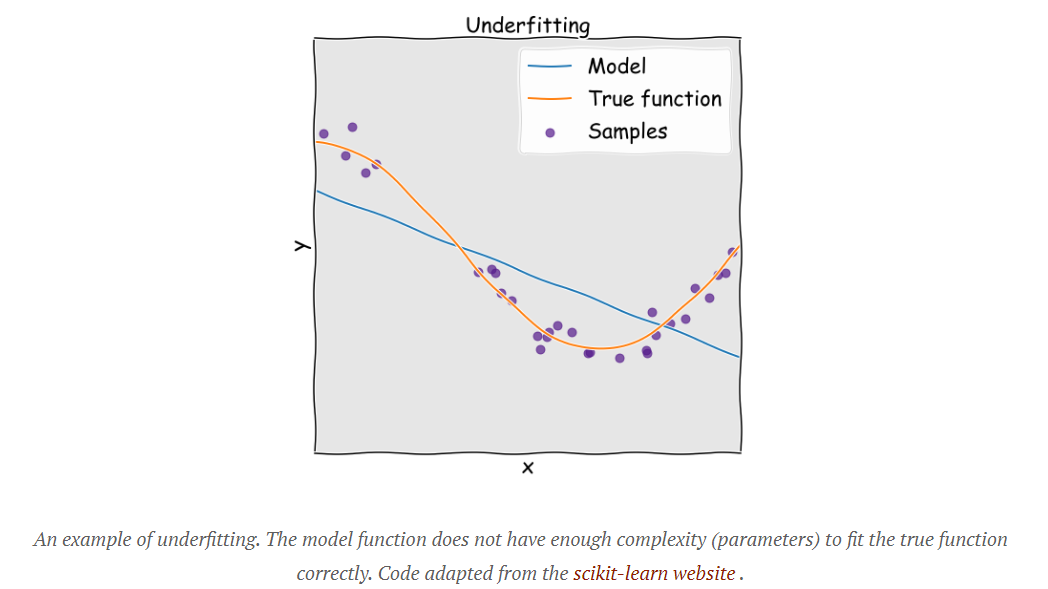 Underfitting
Model
True function
Samples
y
x
An example of underfitting. The model function does not have enough complexity (parameters) to fit the true function
correctly. Code adapted from the scikit-learn website .